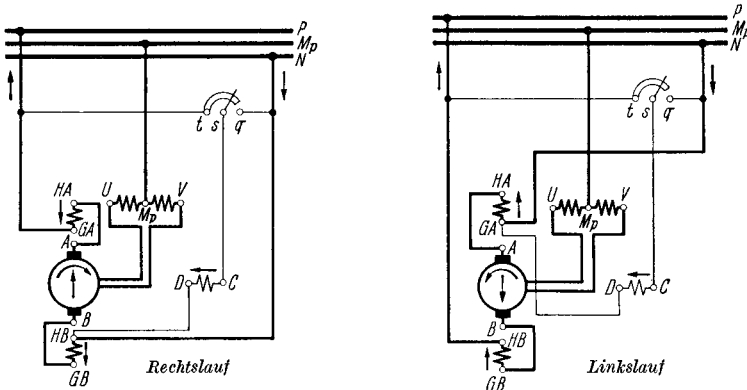 P
Mp
N
t s q
HA
GA
U
V
Mp
A
D
C
B
HB
GB
Rechtslauf
P
Mp
N
t s q
HA
GA
U
V
Mp
A
D
C
B
HB
GB
Linkslauf